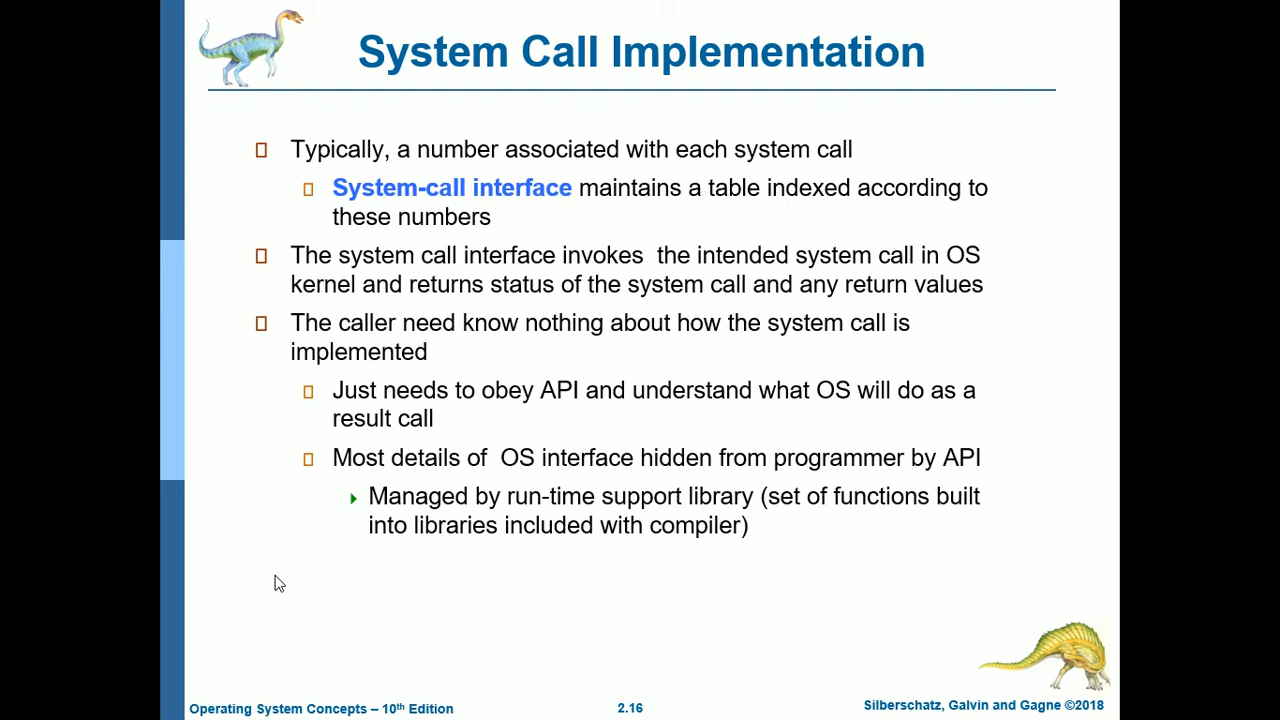 System Call Implementation
Typically, a number associated with each system call
System-call interface maintains a table indexed according to
these numbers
The system call interface invokes  the intended system call in OS
kernel and returns status of the system call and any return values
The caller need know nothing about how the system call is
implemented
Just needs to obey API and understand what OS will do as a
result call
Most details of  OS interface hidden from programmer by API
Managed by run-time support library (set of functions built
into libraries included with compiler)
Operating System Concepts – 10th Edition
2.16
Silberschatz, Galvin and Gagne ©2018